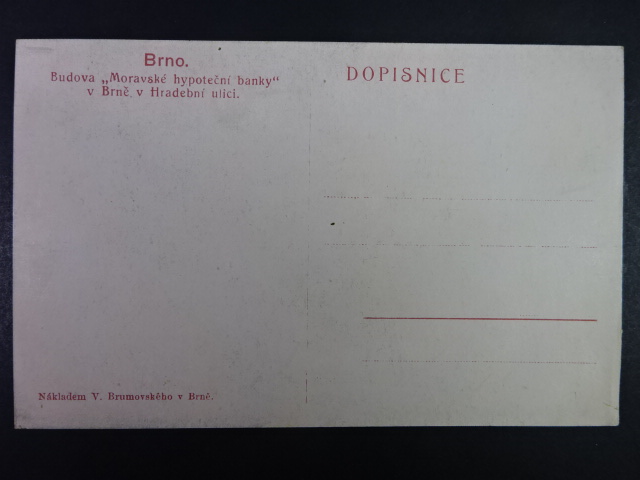 Brno.
Budova „Moravské hypoteční banky“
v Brně v Hradební ulici.
DOPISNICE
Nákladem V. Brumovského v Brně.